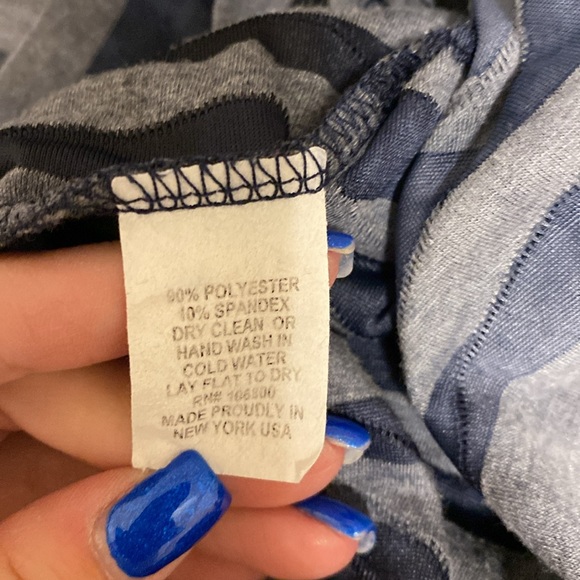 90% POLYESTER
10% SPANDEX
DRY CLEAN OR
HAND WASH IN
COLD WATER
LAY FLAT TO DRY
RN# 106800
MADE PROUDLY IN
NEW YORK USA